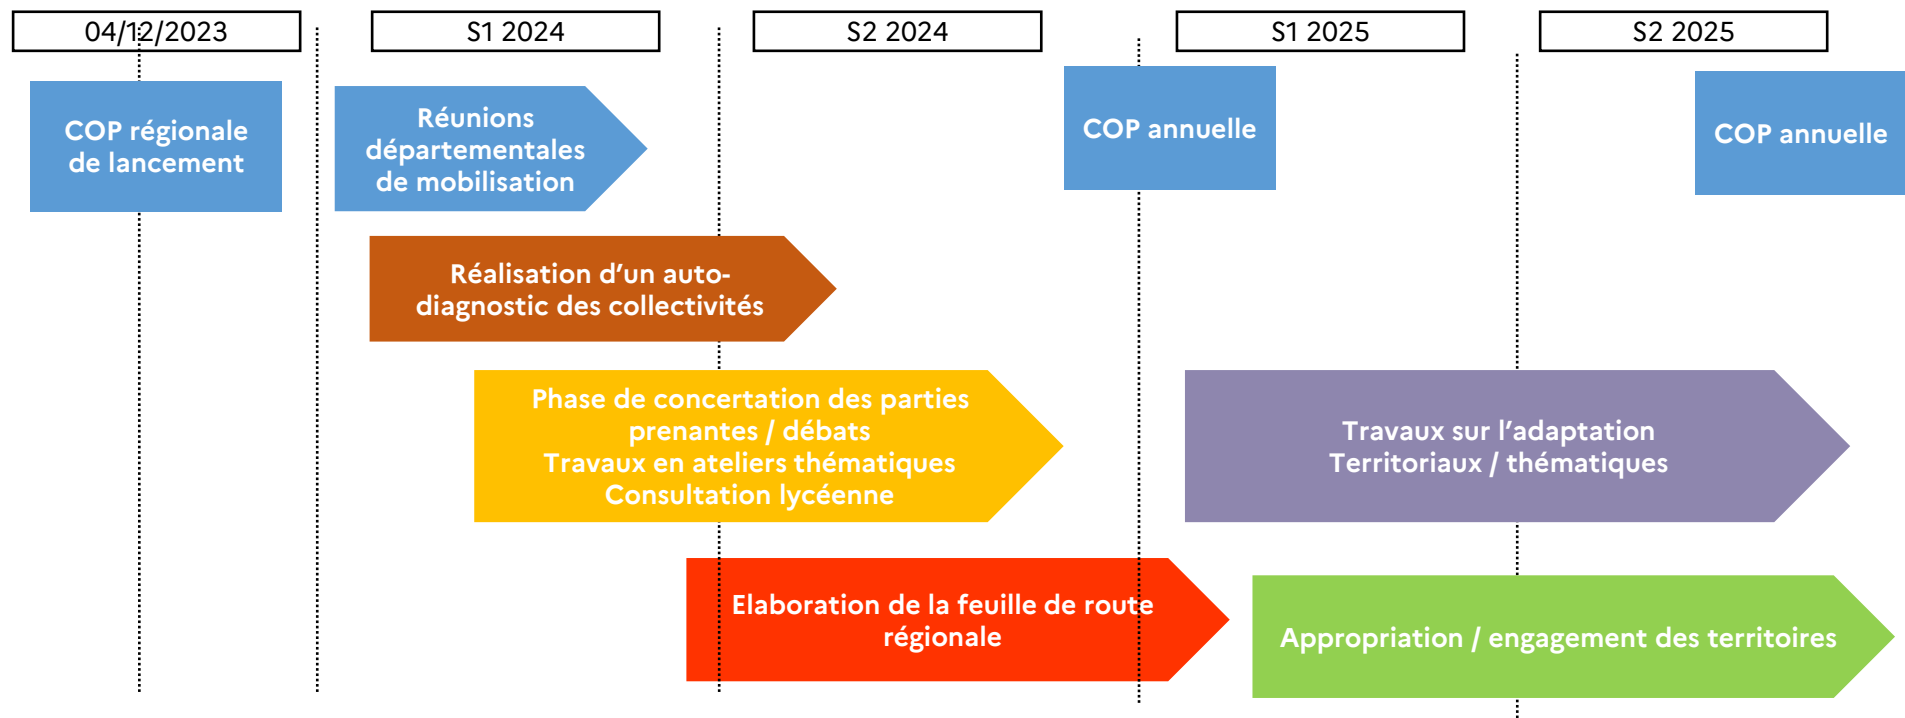 04/12/2023
S1 2024
S2 2024
S1 2025
S2 2025
COP régionale
de lancement
Réunions
départementales
de mobilisation
COP annuelle
COP annuelle
Réalisation d’un auto-
diagnostic des collectivités
Phase de concertation des parties
prenantes / débats
Travaux en ateliers thématiques
Consultation lycéenne
Travaux sur l’adaptation
Territoriaux / thématiques
Elaboration de la feuille de route
régionale
Appropriation / engagement des territoires